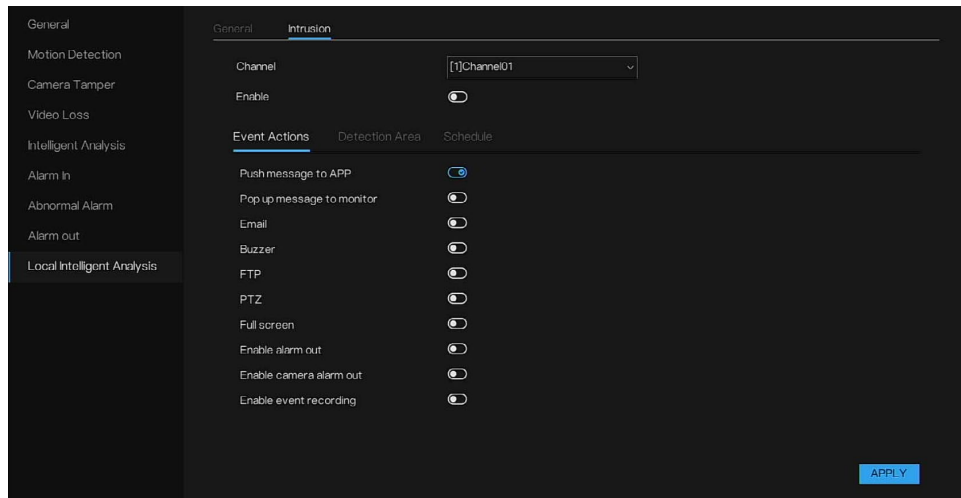 General
Motion Detection
Camera Tamper
Video Loss
Intelligent Analysis
Alarm In
Abnormal Alarm
Alarm out
Local Intelligent Analysis
General Intrusion
Channel [1]Channel01
Enable
Event Actions Detection Area Schedule
Push message to APP
Pop up message to monitor
Email
Buzzer
FTP
PTZ
Full screen
Enable alarm out
Enable camera alarm out
Enable event recording
APPLY